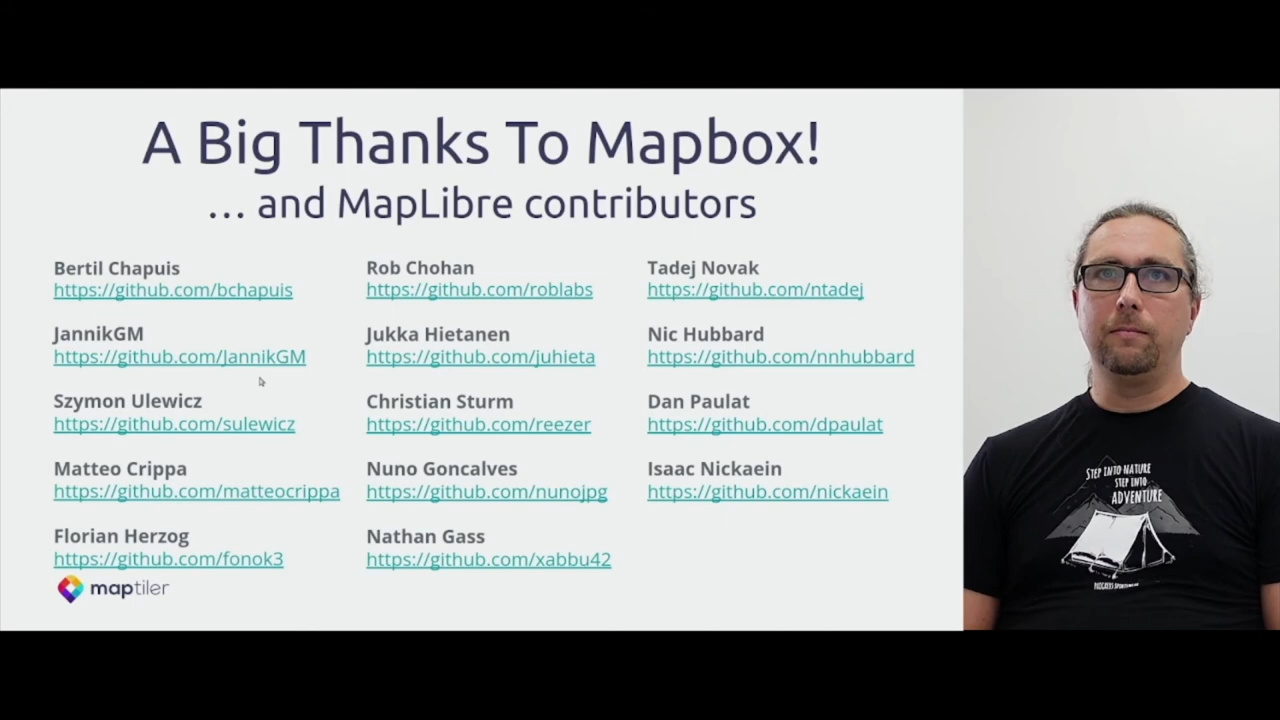 A Big Thanks To Mapbox!
… and MapLibre contributors
Bertil Chapuis
https://github.com/bchapuis
JannikGM
https://github.com/JannikGM
Szymon Ulewicz
https://github.com/sulewicz
Matteo Crippa
https://github.com/matteocrippa
Florian Herzog
https://github.com/fonok3
Rob Chohan
https://github.com/roblabs
Jukka Hietanen
https://github.com/juhieta
Christian Sturm
https://github.com/reezer
Nuno Goncalves
https://github.com/nunojpg
Nathan Gass
https://github.com/xabbu42
Tadej Novak
https://github.com/ntadej
Nic Hubbard
https://github.com/nnhubbard
Dan Paulat
https://github.com/dpaulat
Isaac Nickaein
https://github.com/nickaein
maptiler
STEP INTO NATURE
STEP INTO
ADVENTURE